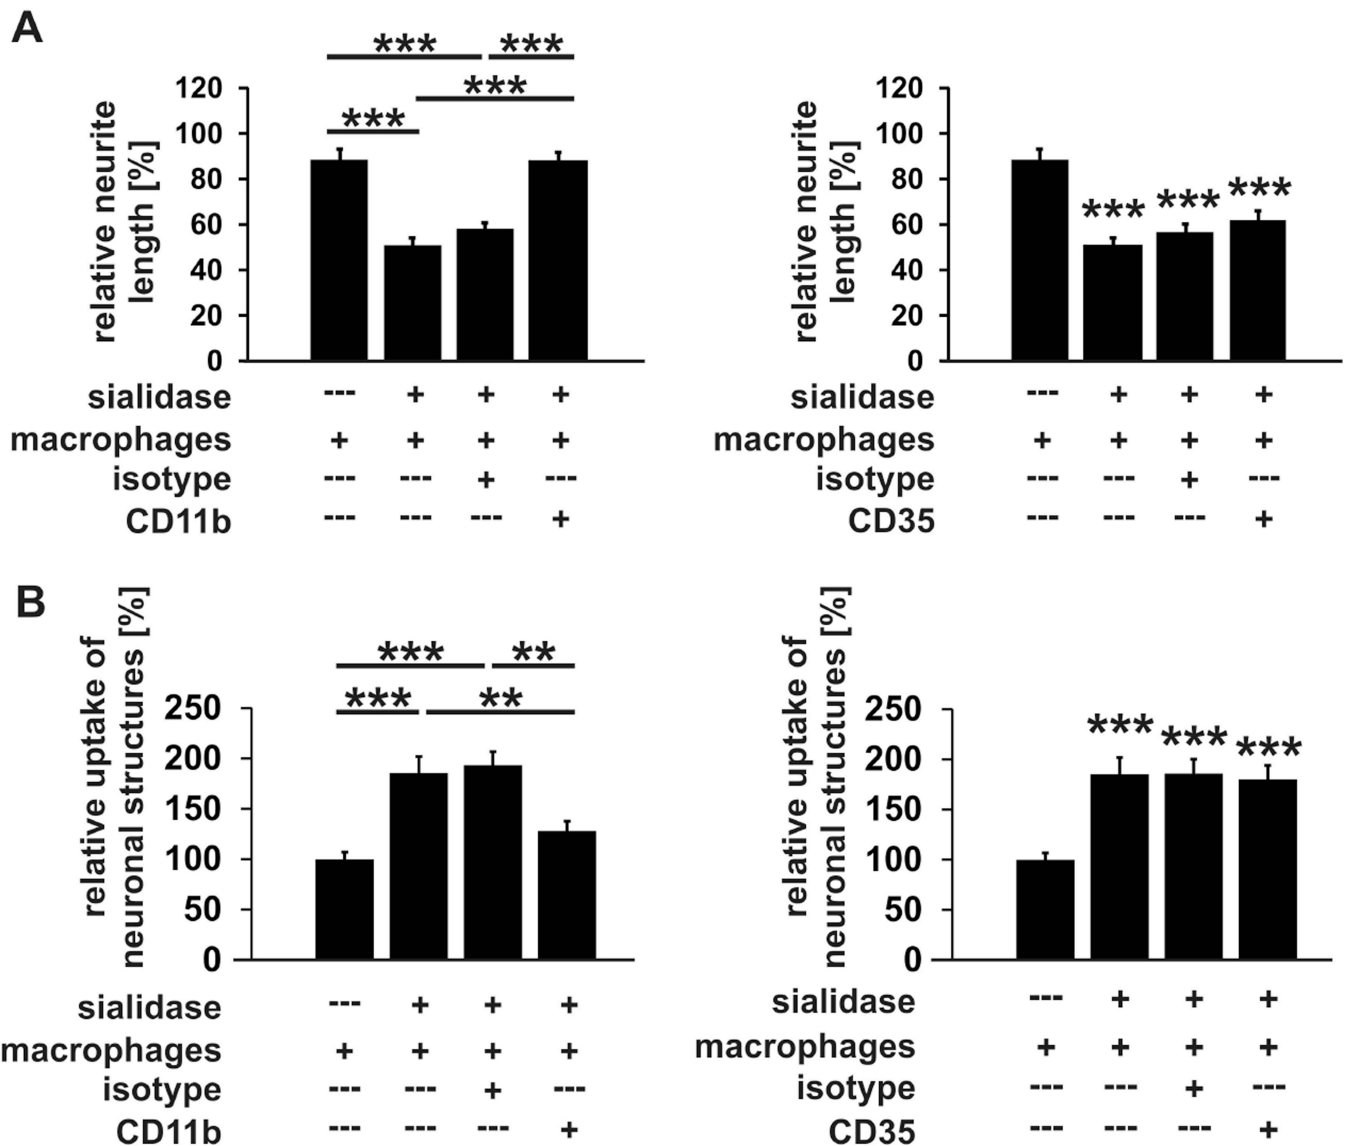 A
*** ***
***
***
relative neurite
length [%]
120
100
80
60
40
20
0
sialidase --- + + +
macrophages + + + +
isotype --- --- + ---
CD11b --- --- --- +
relative neurite
length [%]
120
100
80
60
40
20
0
*** *** ***
sialidase --- + + +
macrophages + + + +
isotype --- --- + ---
CD35 --- --- --- +
B
*** **
*** **
relative uptake of
neuronal structures [%]
250
200
150
100
50
0
sialidase --- + + +
macrophages + + + +
isotype --- --- + ---
CD11b --- --- --- +
relative uptake of
neuronal structures [%]
250
200
150
100
50
0
*** *** ***
sialidase --- + + +
macrophages + + + +
isotype --- --- + ---
CD35 --- --- --- +